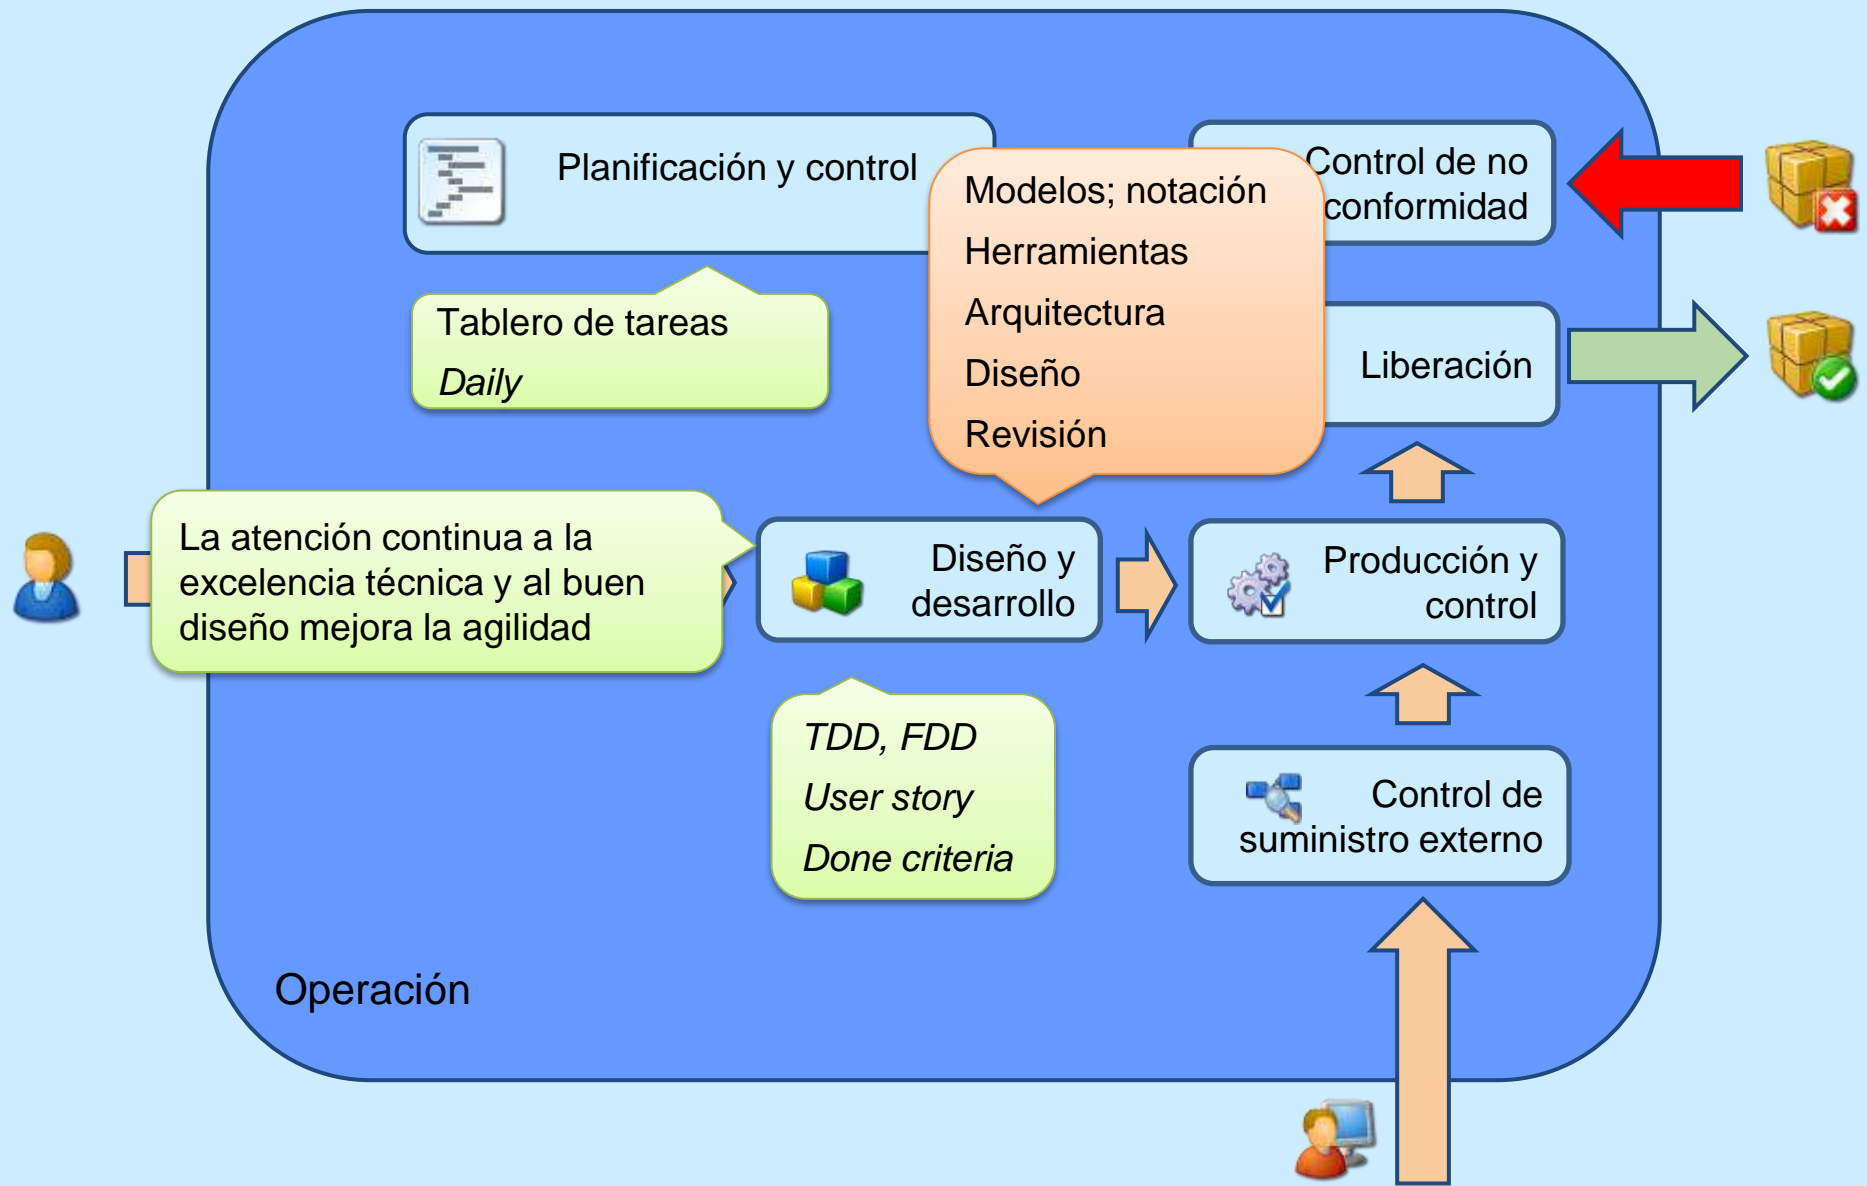 Planificación y control
Control de no
conformidad
Modelos; notación
Herramientas
Arquitectura
Diseño
Revisión
Tablero de tareas
Daily
Liberación
La atención continua a la
excelencia técnica y al buen
diseño mejora la agilidad
Diseño y
desarrollo
Producción y
control
TDD, FDD
User story
Done criteria
Control de
suministro externo
Operación